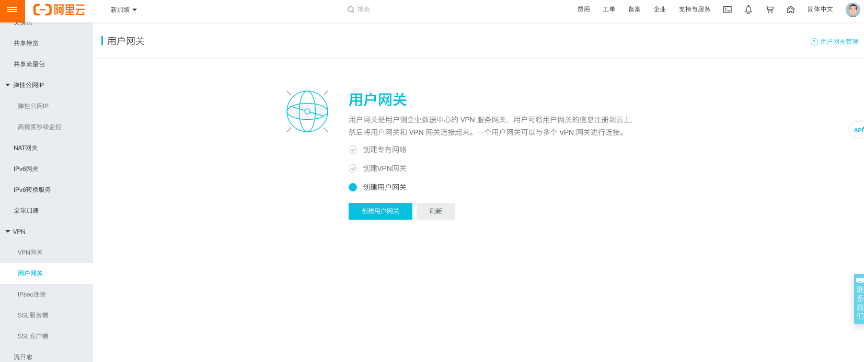 阿里云
新加坡
搜索
费用
工单
备案
企业
支持与服务
简体中文
共享带宽
共享流量包
弹性公网IP
弹性公网IP
高精度秒级监控
NAT网关
IPv6网关
IPv6转换服务
全球加速
VPN
VPN网关
用户网关
IPsec连接
SSL服务端
SSL客户端
流日志
用户网关
用户网关管理
用户网关
用户网关是用户侧企业数据中心的 VPN 服务网关，用户可将用户网关的信息注册到云上，
然后将用户网关和 VPN 网关连接起来。一个用户网关可以与多个 VPN 网关进行连接。
创建专有网络
创建VPN网关
创建用户网关
创建用户网关
刷新
API
联系我们